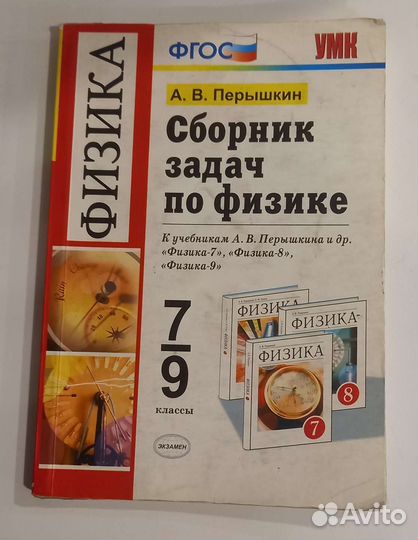 ФИЗИКА
ФГОС
УМК
А. В. Перышкин
Сборник
задач
по физике
К учебникам А. В. Перышкина и др.
«Физика-7», «Физика-8»,
«Физика-9»
Rain
7/9
классы
ЭКЗАМЕН
ФИЗИКА
ФИЗИКА
8
ФИЗИКА
7
Avito